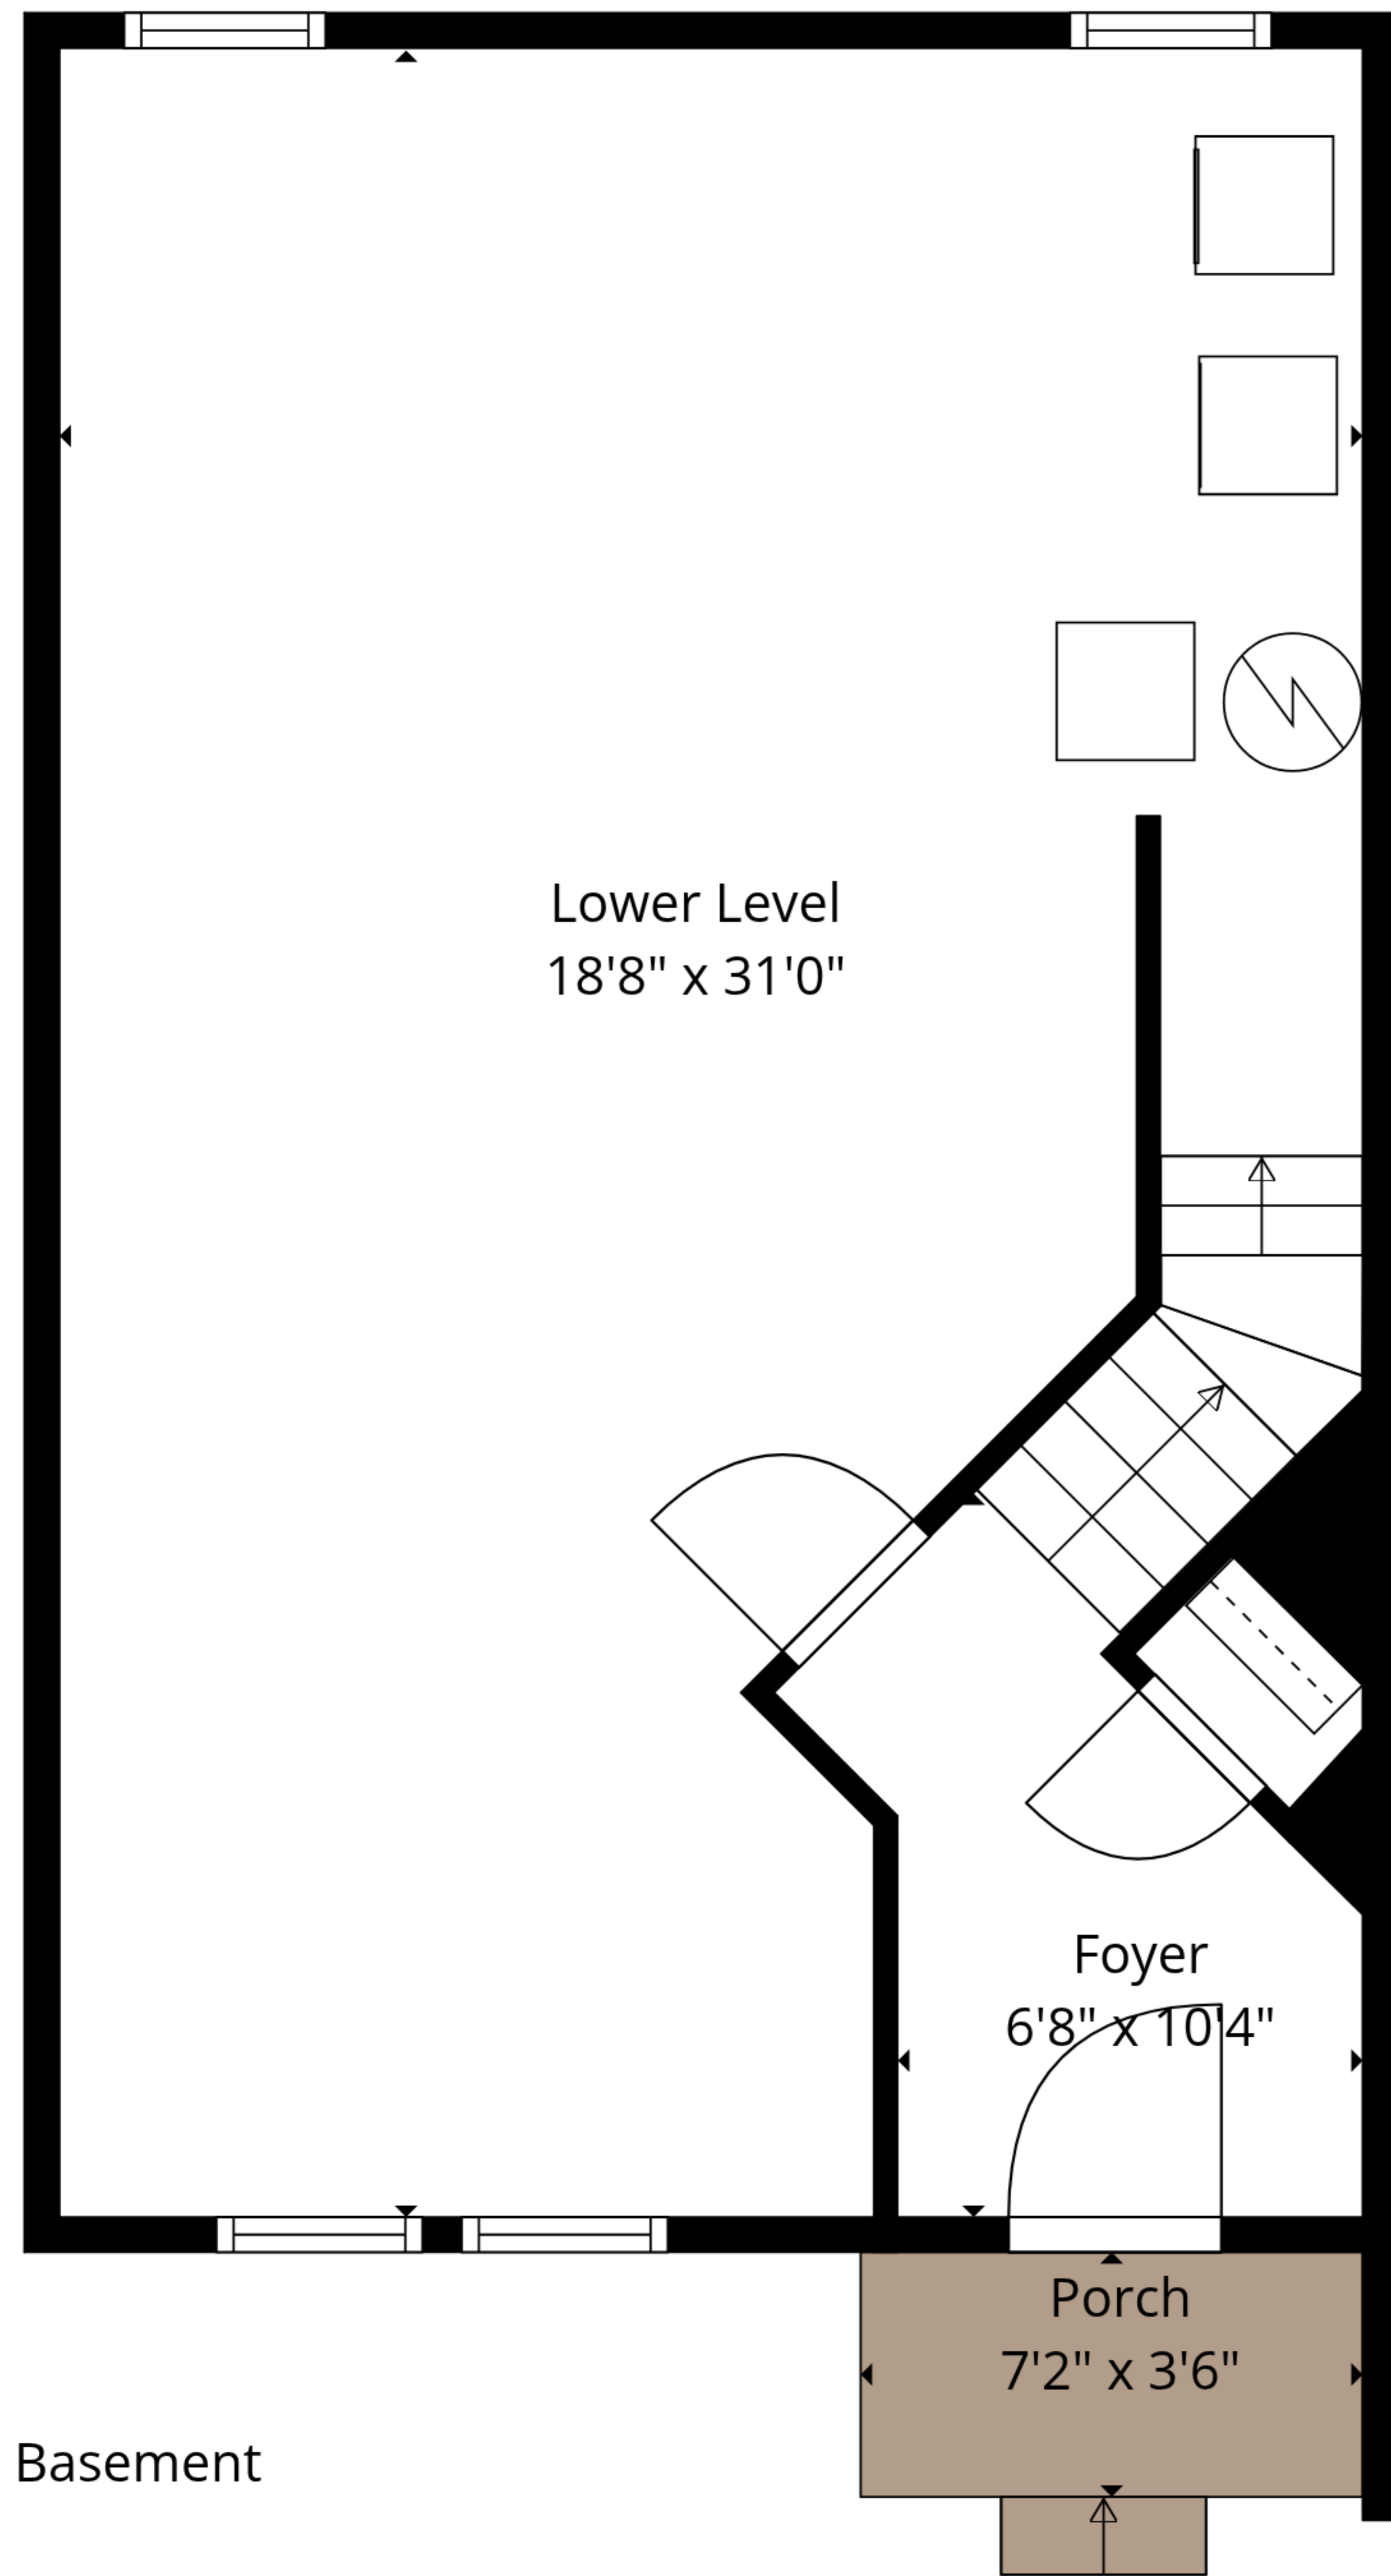 Lower Level
18'8" x 31'0"
Foyer
6'8" x 10'4"
Porch
7'2" x 3'6"
Basement